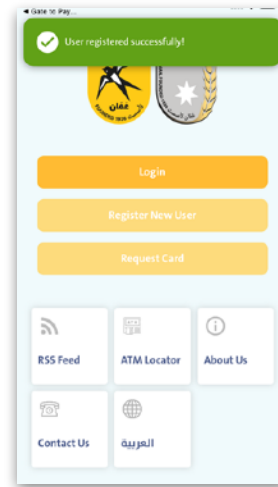 Gate to Pay...
User registered successfully!
عفان
Login
Register New User
Request Card
RSS Feed
ATM Locator
About Us
Contact Us
العربية